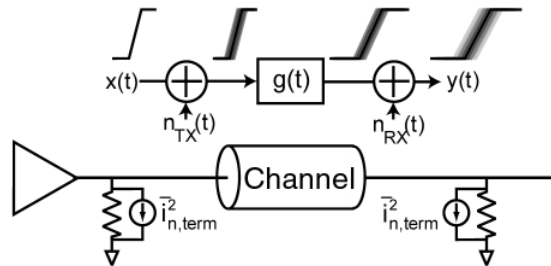 x(t) g(t) y(t)
n_TX(t) n_RX(t)
Channel
i̅²_n,term i̅²_n,term